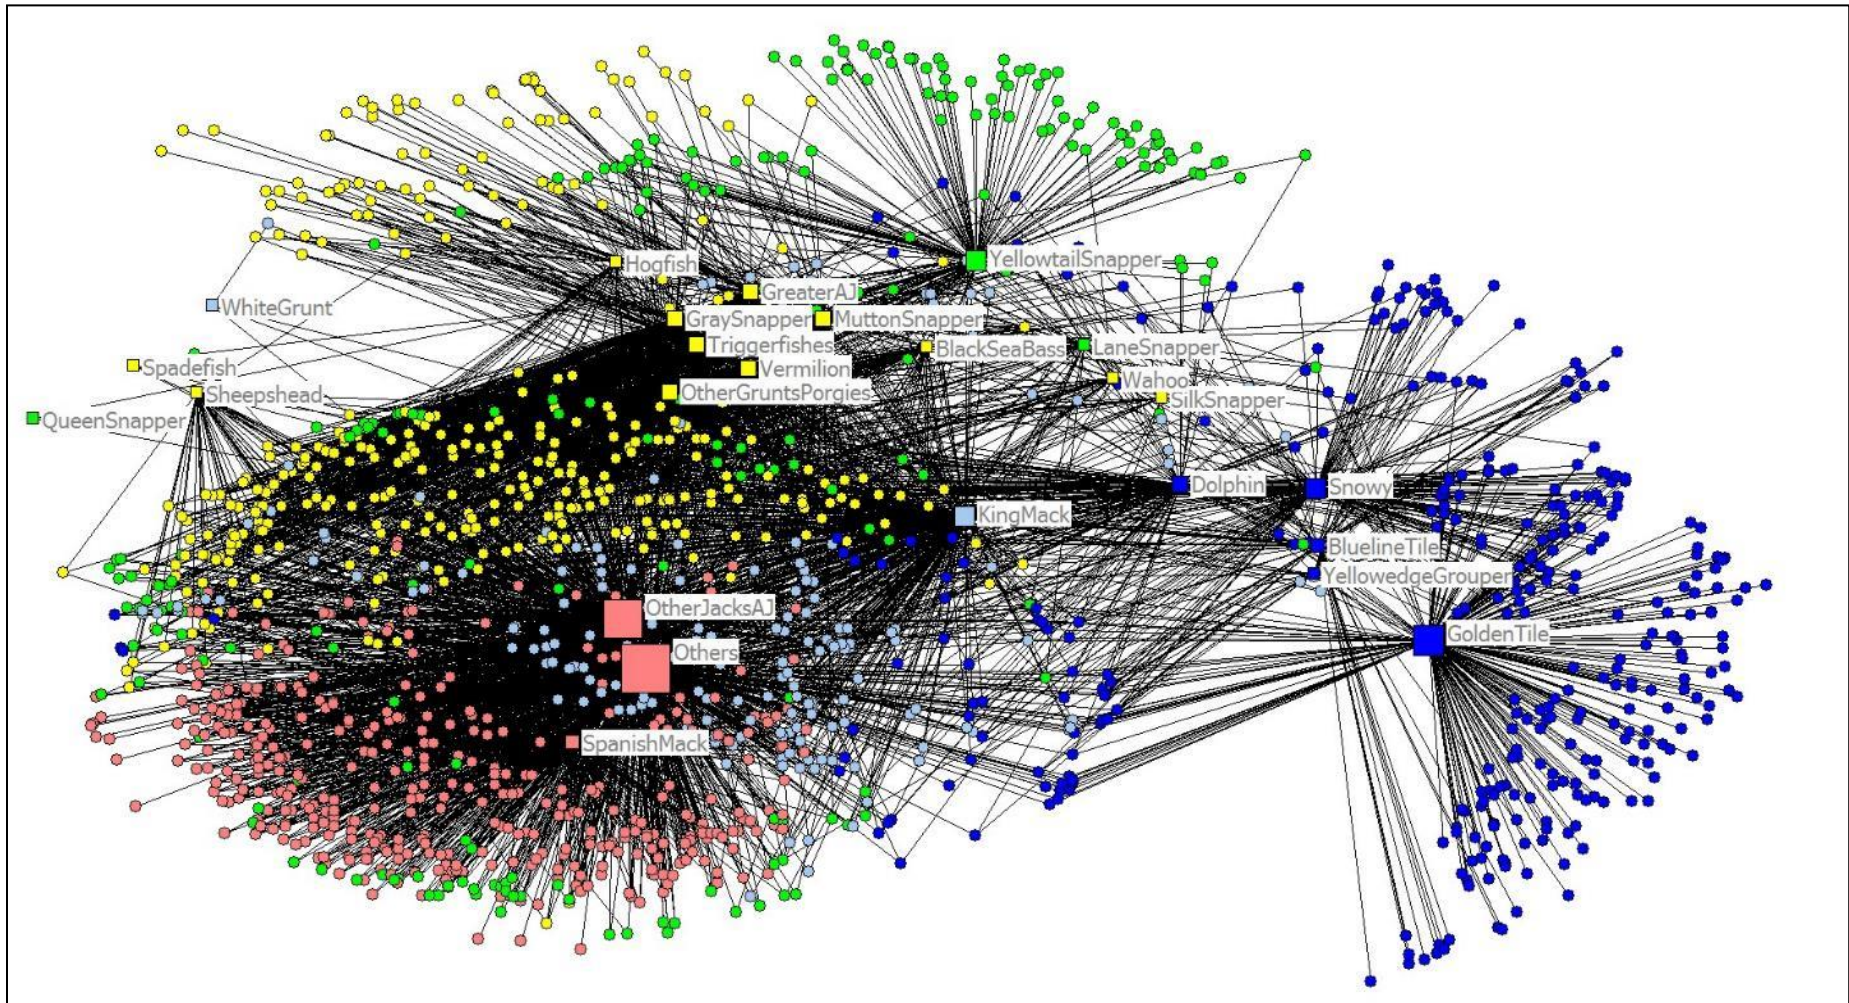 Hogfish
YellowtailSnapper
GreaterAJ
WhiteGrunt
GraySnapper
MuttonSnapper
Triggerfishes
BlackSeaBass
LaneSnapper
Spadefish
Vermilion
Wahoo
Sheepshead
OtherGruntsPorgies
SilkSnapper
QueenSnapper
Dolphin
Snowy
KingMack
BluelineTile
YellowedgeGrouper
OtherJacksAJ
GoldenTile
Others
SpanishMack